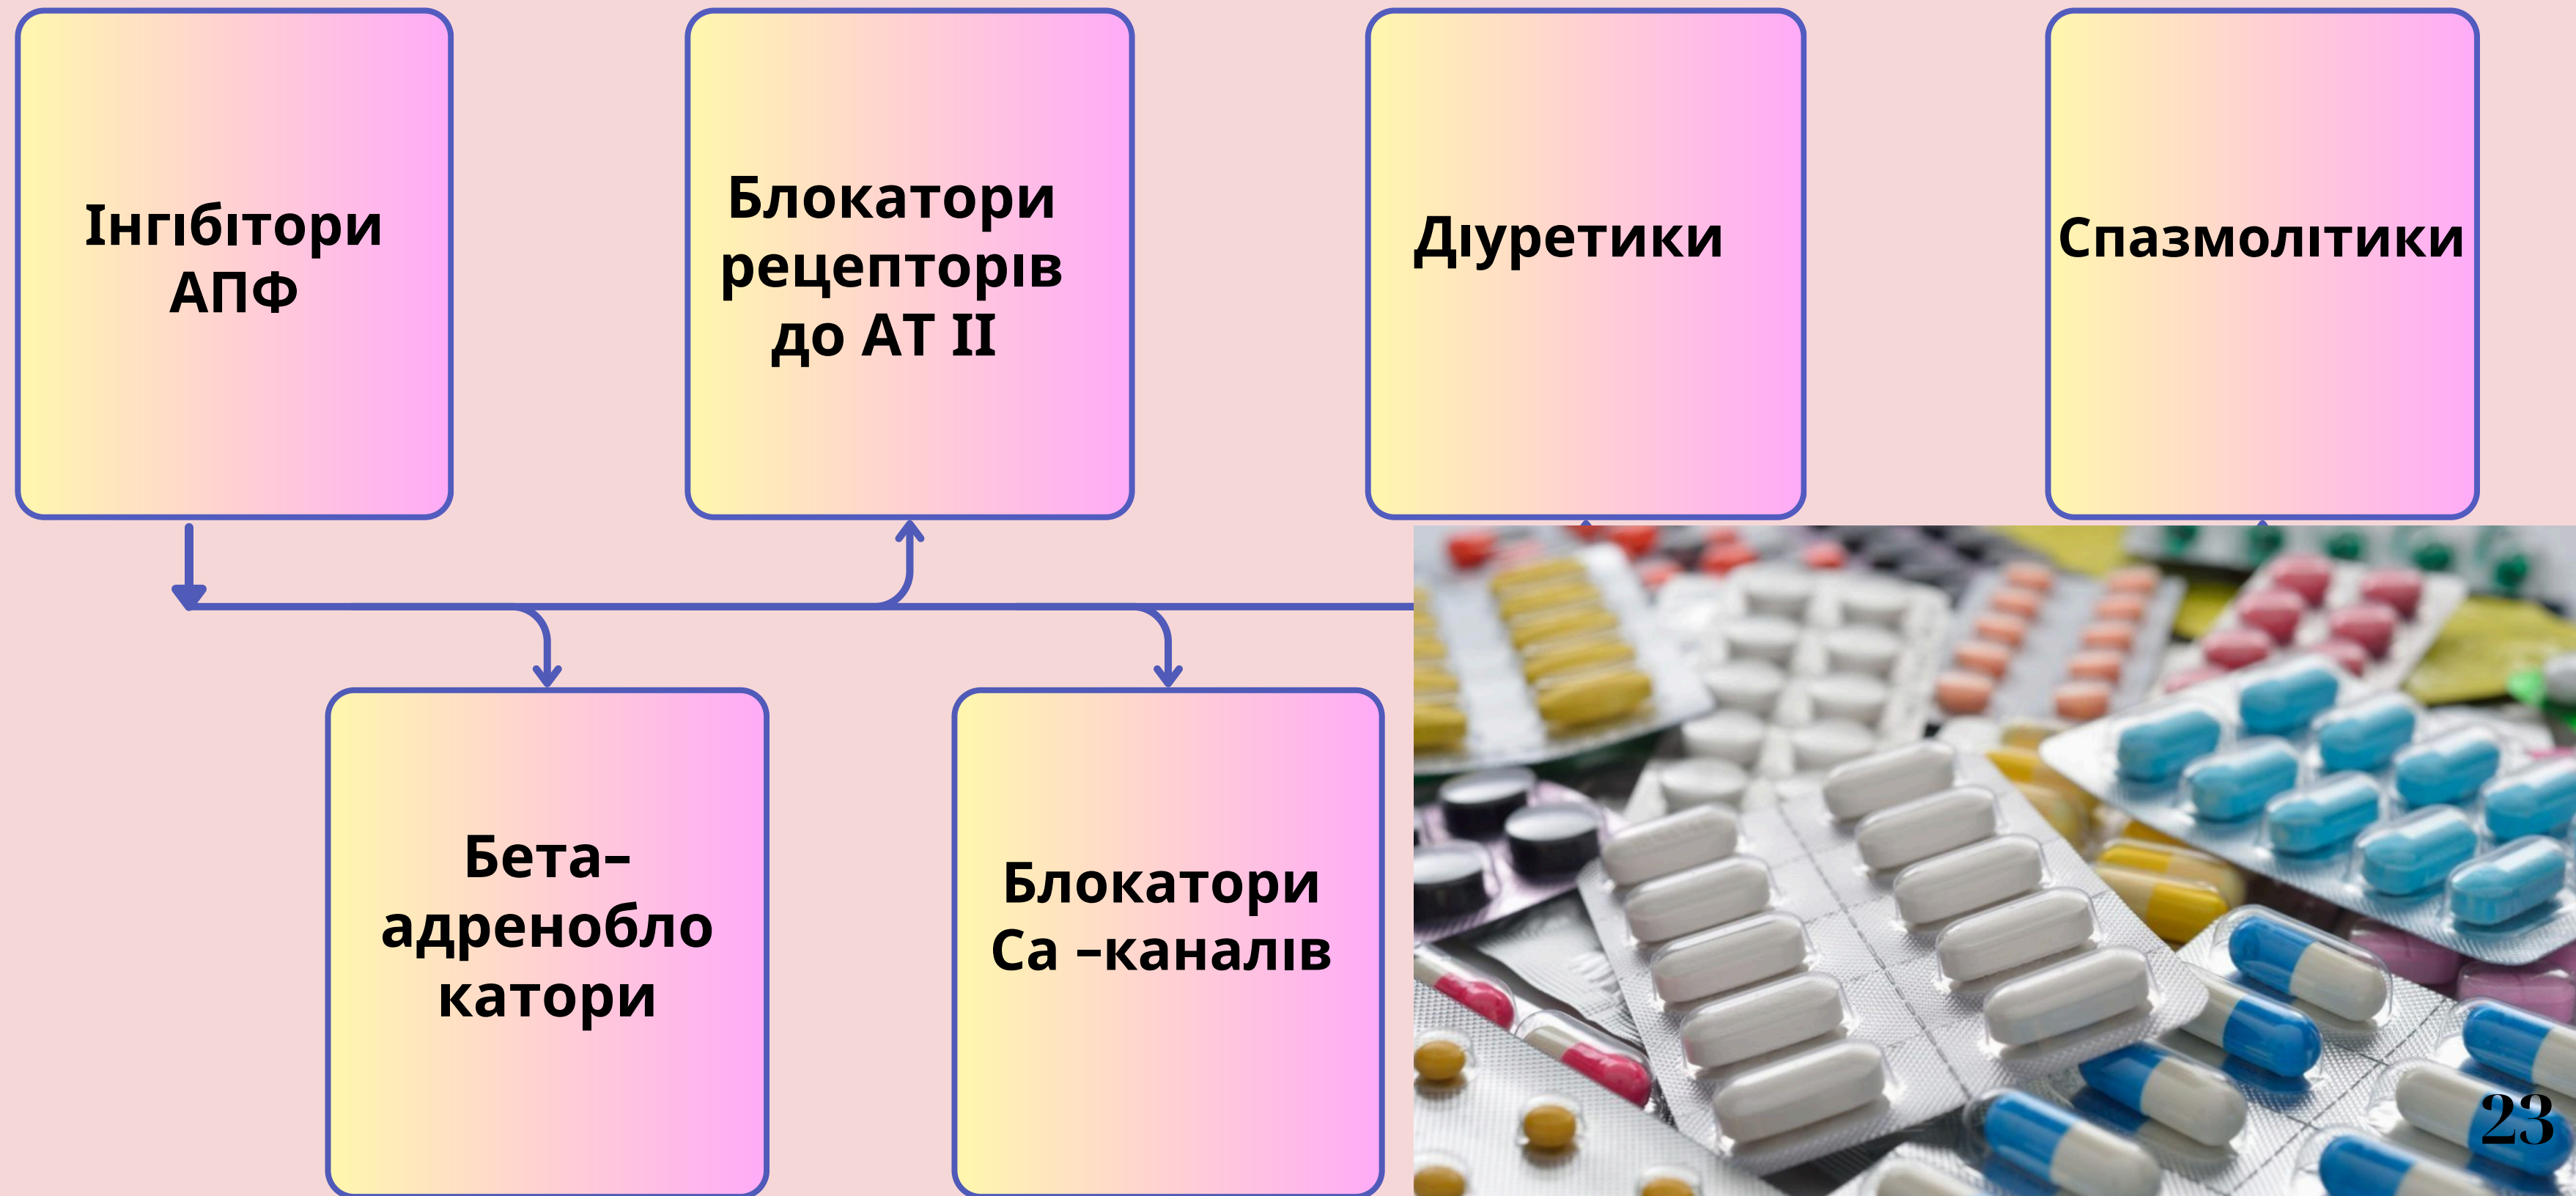 Інгібітори
АПФ
Блокатори
рецепторів
до АТ ІІ
Діуретики
Спазмолітики
Бета–
адренобло
катори
Блокатори
Са –каналів
23